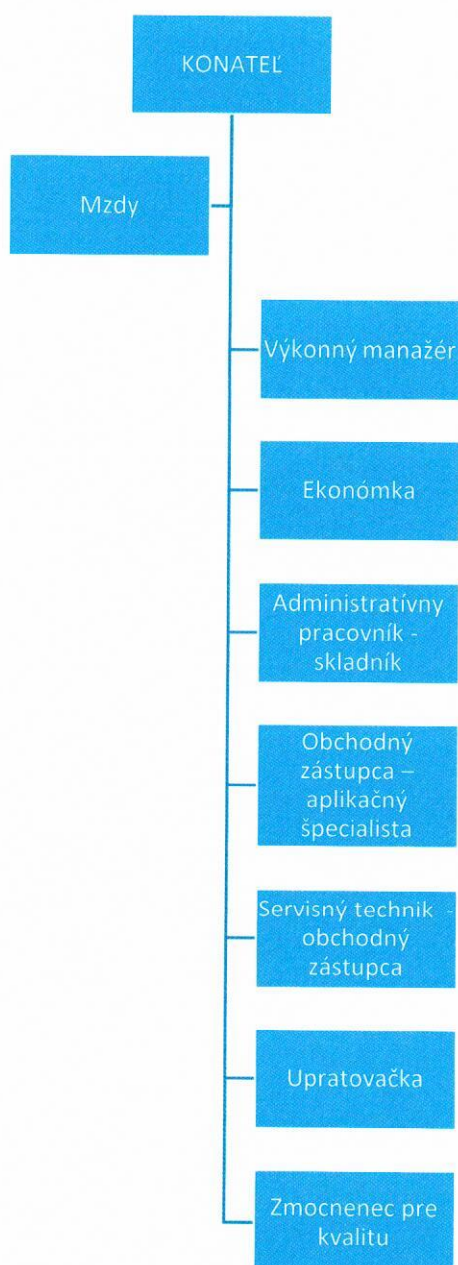 KONATEĽ
Mzdy
Výkonný manažér
Ekonómka
Administratívny
pracovník -
skladník
Obchodný
zástupca –
aplikačný
špecialista
Servisný technik -
obchodný
zástupca
Upratovačka
Zmocnenec pre
kvalitu